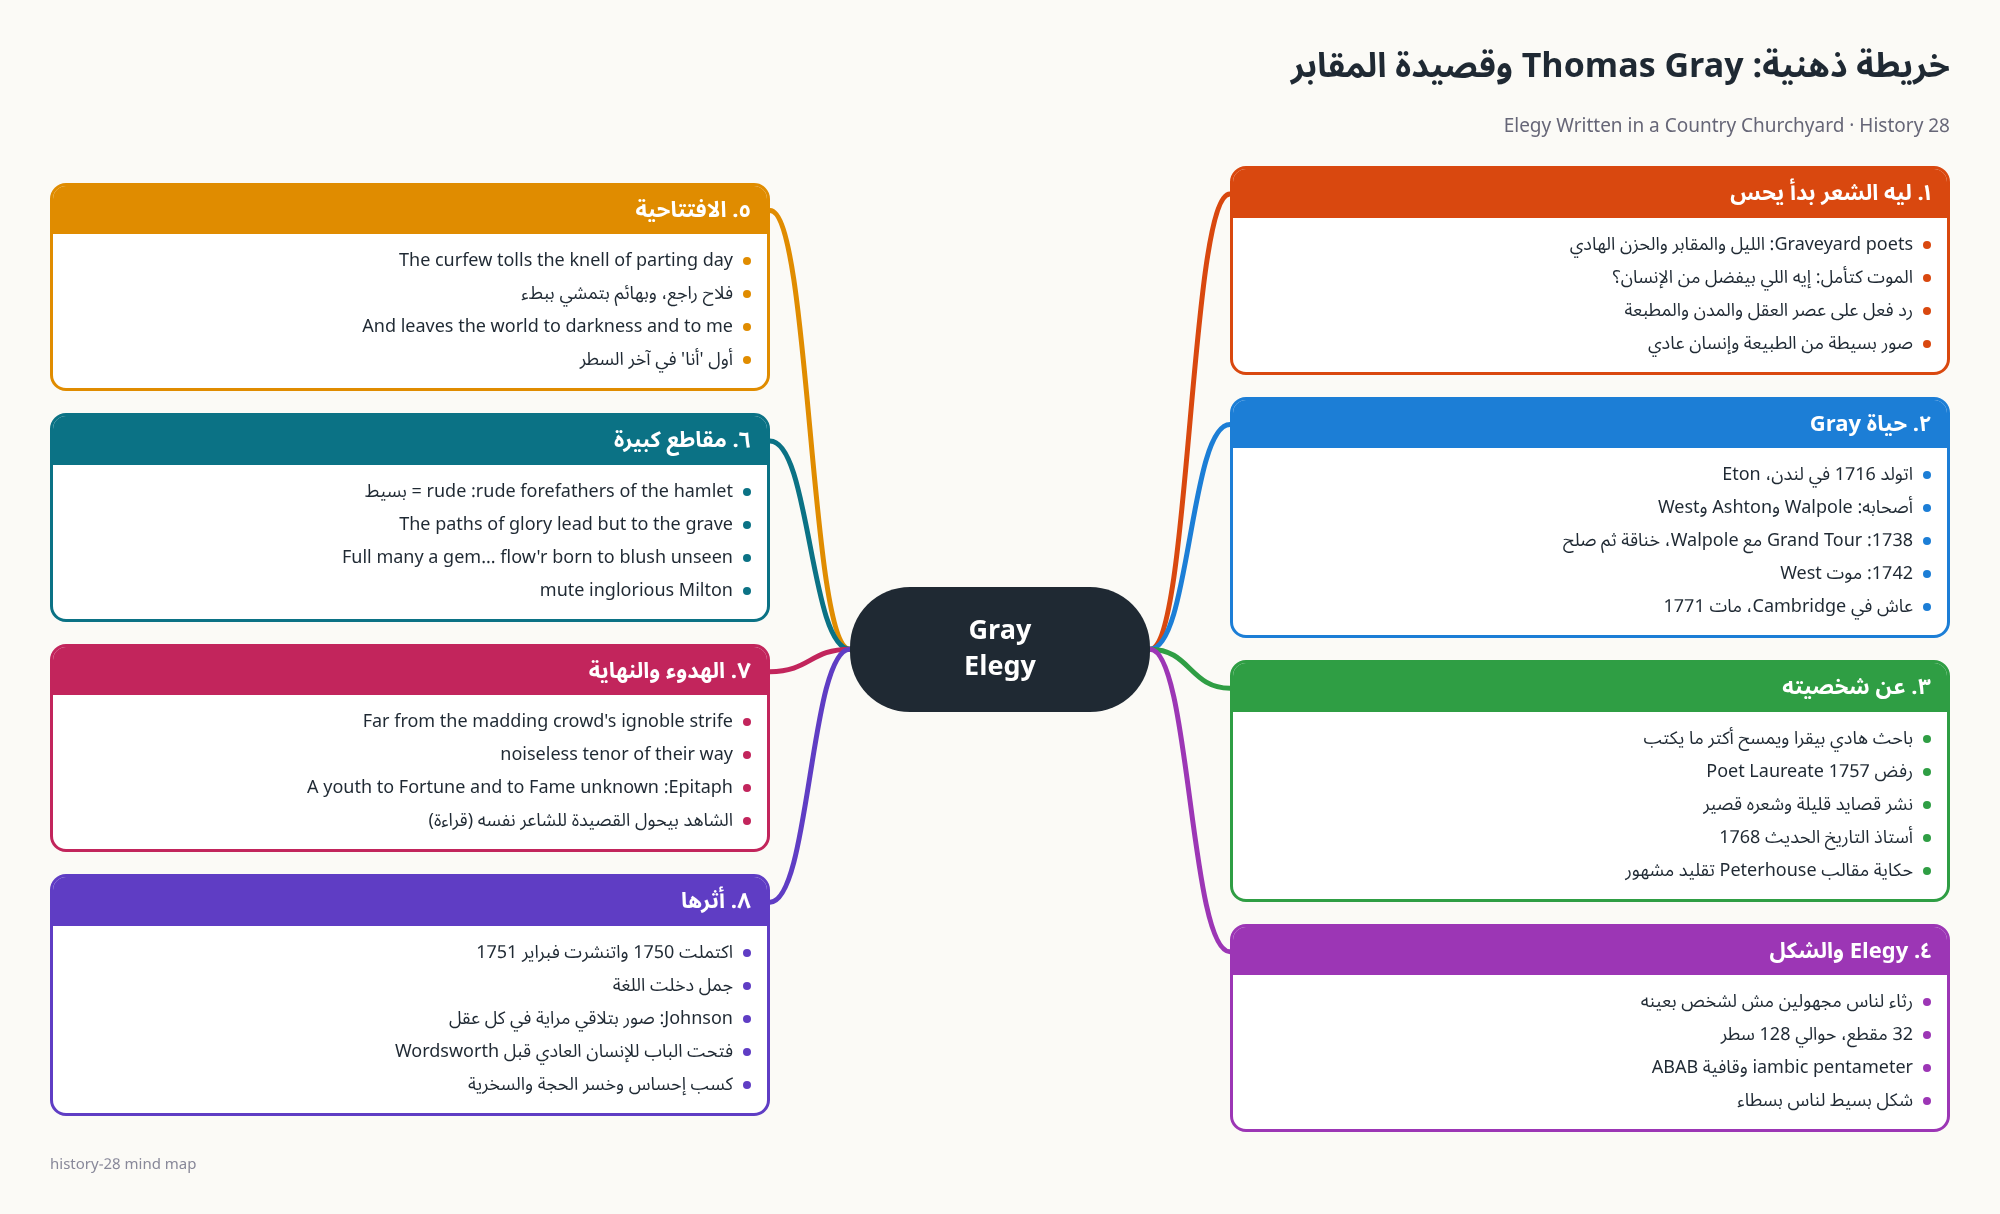 خريطة ذهنية: Thomas Gray وقصيدة المقابر
Elegy Written in a Country Churchyard · History 28
١. ليه الشعر بدأ يحس
Graveyard poets: الليل والمقابر والحزن الهادي
الموت كتأمل: إيه اللي بيفضل من الإنسان؟
رد فعل على عصر العقل والمدن والمطبعة
صور بسيطة من الطبيعة وإنسان عادي
٢. حياة Gray
اتولد 1716 في لندن، Eton
أصحابه: Walpole وAshton وWest
1738: Grand Tour مع Walpole، خناقة ثم صلح
1742: موت West
عاش في Cambridge، مات 1771
٣. عن شخصيته
باحث هادي بيقرا ويمسح أكتر ما يكتب
رفض Poet Laureate 1757
نشر قصايد قليلة وشعره قصير
أستاذ التاريخ الحديث 1768
حكاية مقالب Peterhouse تقليد مشهور
٤. Elegy والشكل
رثاء لناس مجهولين مش لشخص بعينه
32 مقطع، حوالي 128 سطر
iambic pentameter وقافية ABAB
شكل بسيط لناس بسطاء
Gray
Elegy
٥. الافتتاحية
The curfew tolls the knell of parting day
فلاح راجع، وبهائم بتمشي ببطء
And leaves the world to darkness and to me
أول 'أنا' في آخر السطر
٦. مقاطع كبيرة
rude forefathers of the hamlet: rude = بسيط
The paths of glory lead but to the grave
Full many a gem... flow'r born to blush unseen
mute inglorious Milton
٧. الهدوء والنهاية
Far from the madding crowd's ignoble strife
noiseless tenor of their way
Epitaph: A youth to Fortune and to Fame unknown
الشاهد بيحول القصيدة للشاعر نفسه (قراءة)
٨. أثرها
اكتملت 1750 واتنشرت فبراير 1751
جمل دخلت اللغة
Johnson: صور بتلاقي مراية في كل عقل
فتحت الباب للإنسان العادي قبل Wordsworth
كسب إحساس وخسر الحجة والسخرية
history-28 mind map